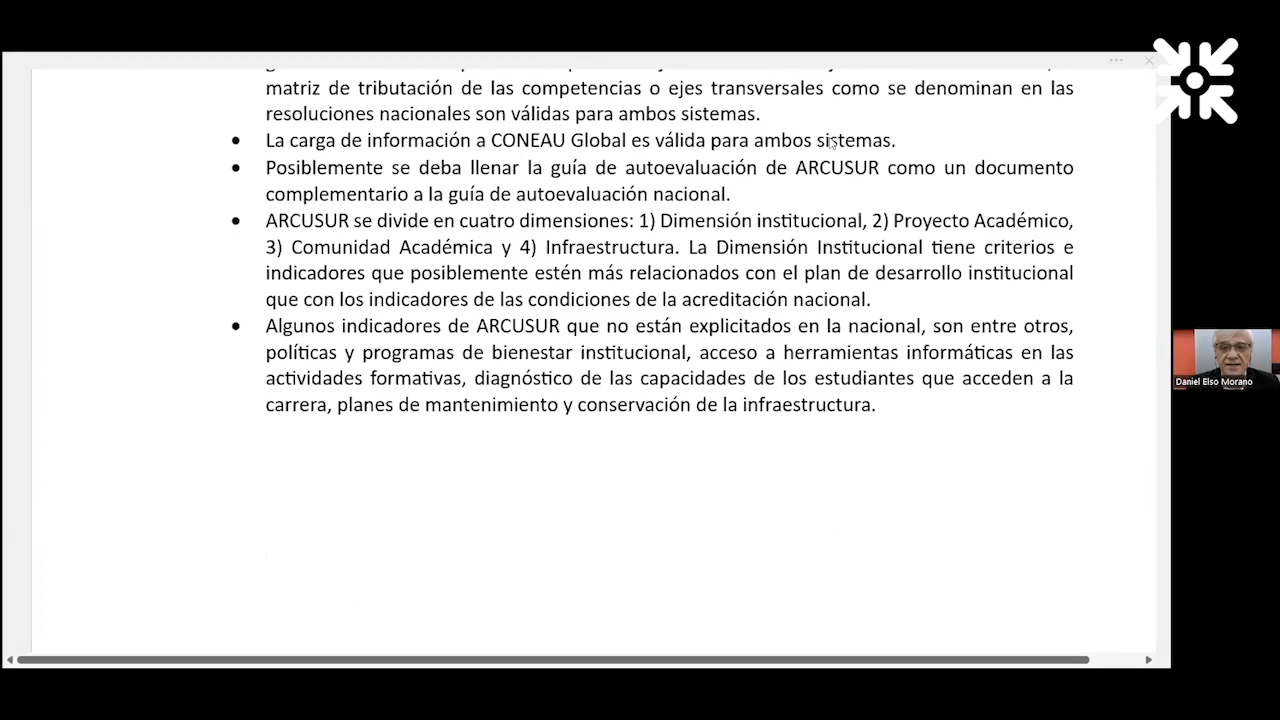 matriz de tributación de las competencias o ejes transversales como se denominan en las
resoluciones nacionales son válidas para ambos sistemas.
• La carga de información a CONEAU Global es válida para ambos sistemas.
• Posiblemente se deba llenar la guía de autoevaluación de ARCUSUR como un documento
complementario a la guía de autoevaluación nacional.
• ARCUSUR se divide en cuatro dimensiones: 1) Dimensión institucional, 2) Proyecto Académico,
3) Comunidad Académica y 4) Infraestructura. La Dimensión Institucional tiene criterios e
indicadores que posiblemente estén más relacionados con el plan de desarrollo institucional
que con los indicadores de las condiciones de la acreditación nacional.
• Algunos indicadores de ARCUSUR que no están explicitados en la nacional, son entre otros,
políticas y programas de bienestar institucional, acceso a herramientas informáticas en las
actividades formativas, diagnóstico de las capacidades de los estudiantes que acceden a la
carrera, planes de mantenimiento y conservación de la infraestructura.
Daniel Elso Morano